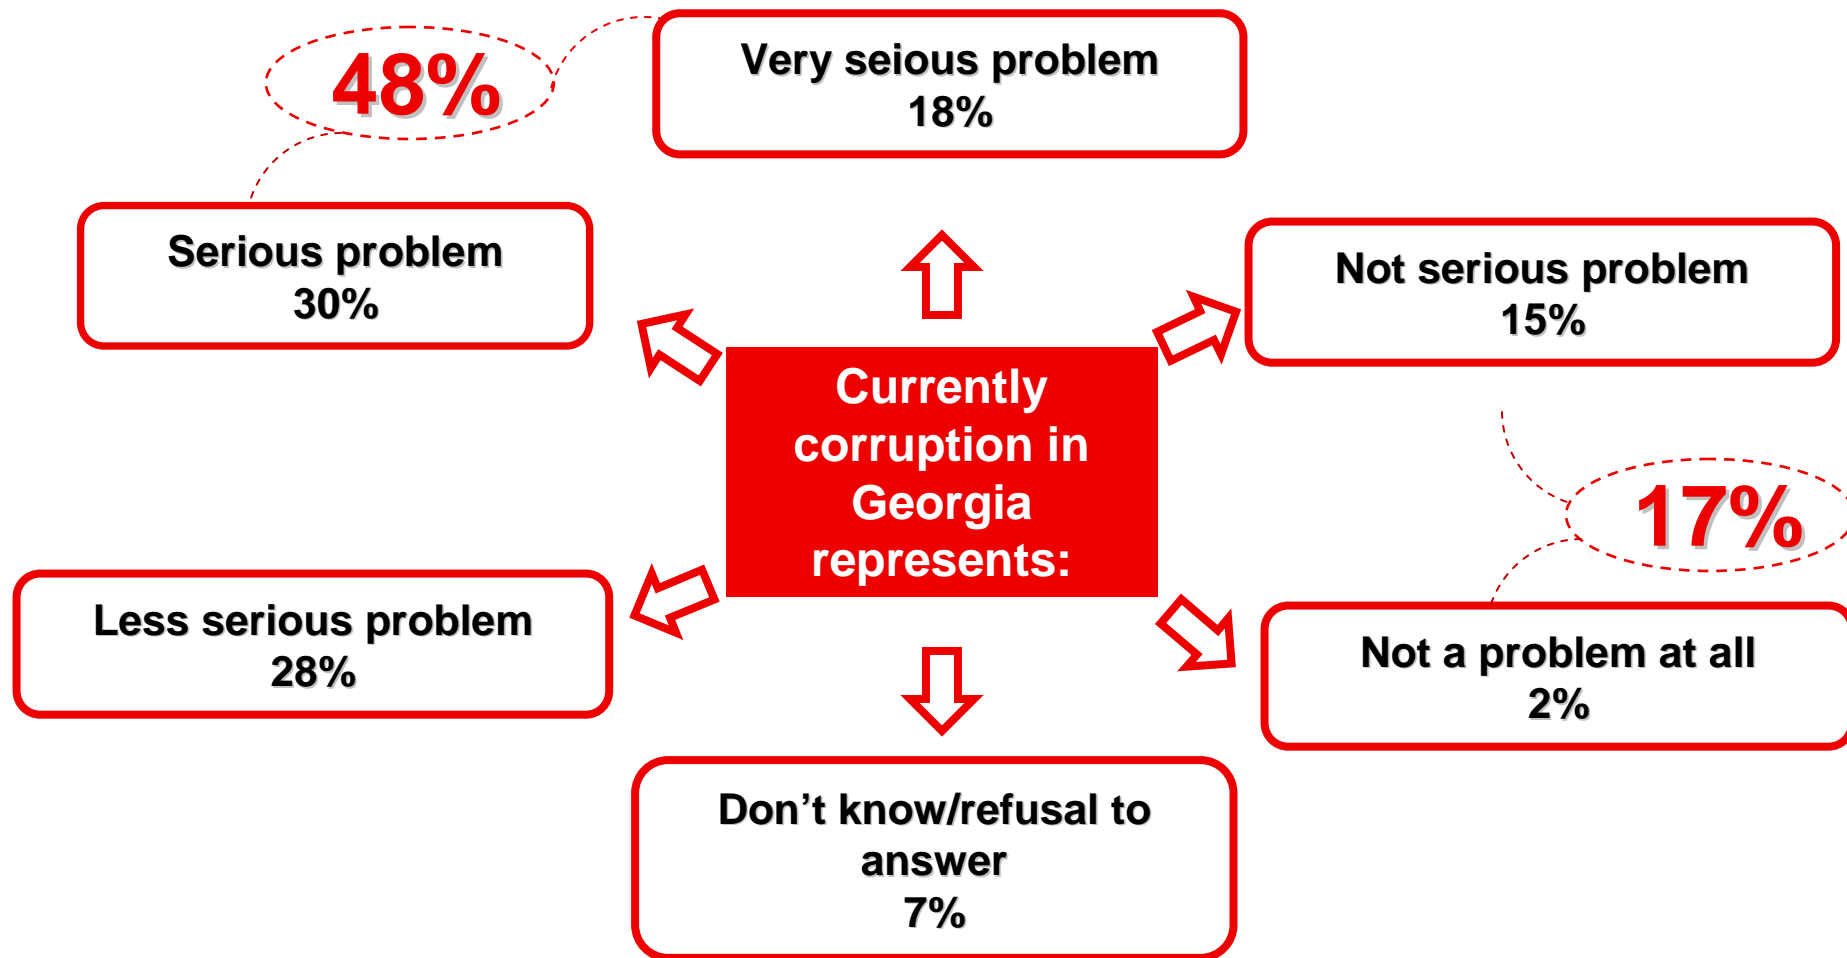 48%
Very seious problem
18%
Serious problem
30%
Not serious problem
15%
Currently
corruption in
Georgia
represents:
17%
Less serious problem
28%
Not a problem at all
2%
Don’t know/refusal to
answer
7%